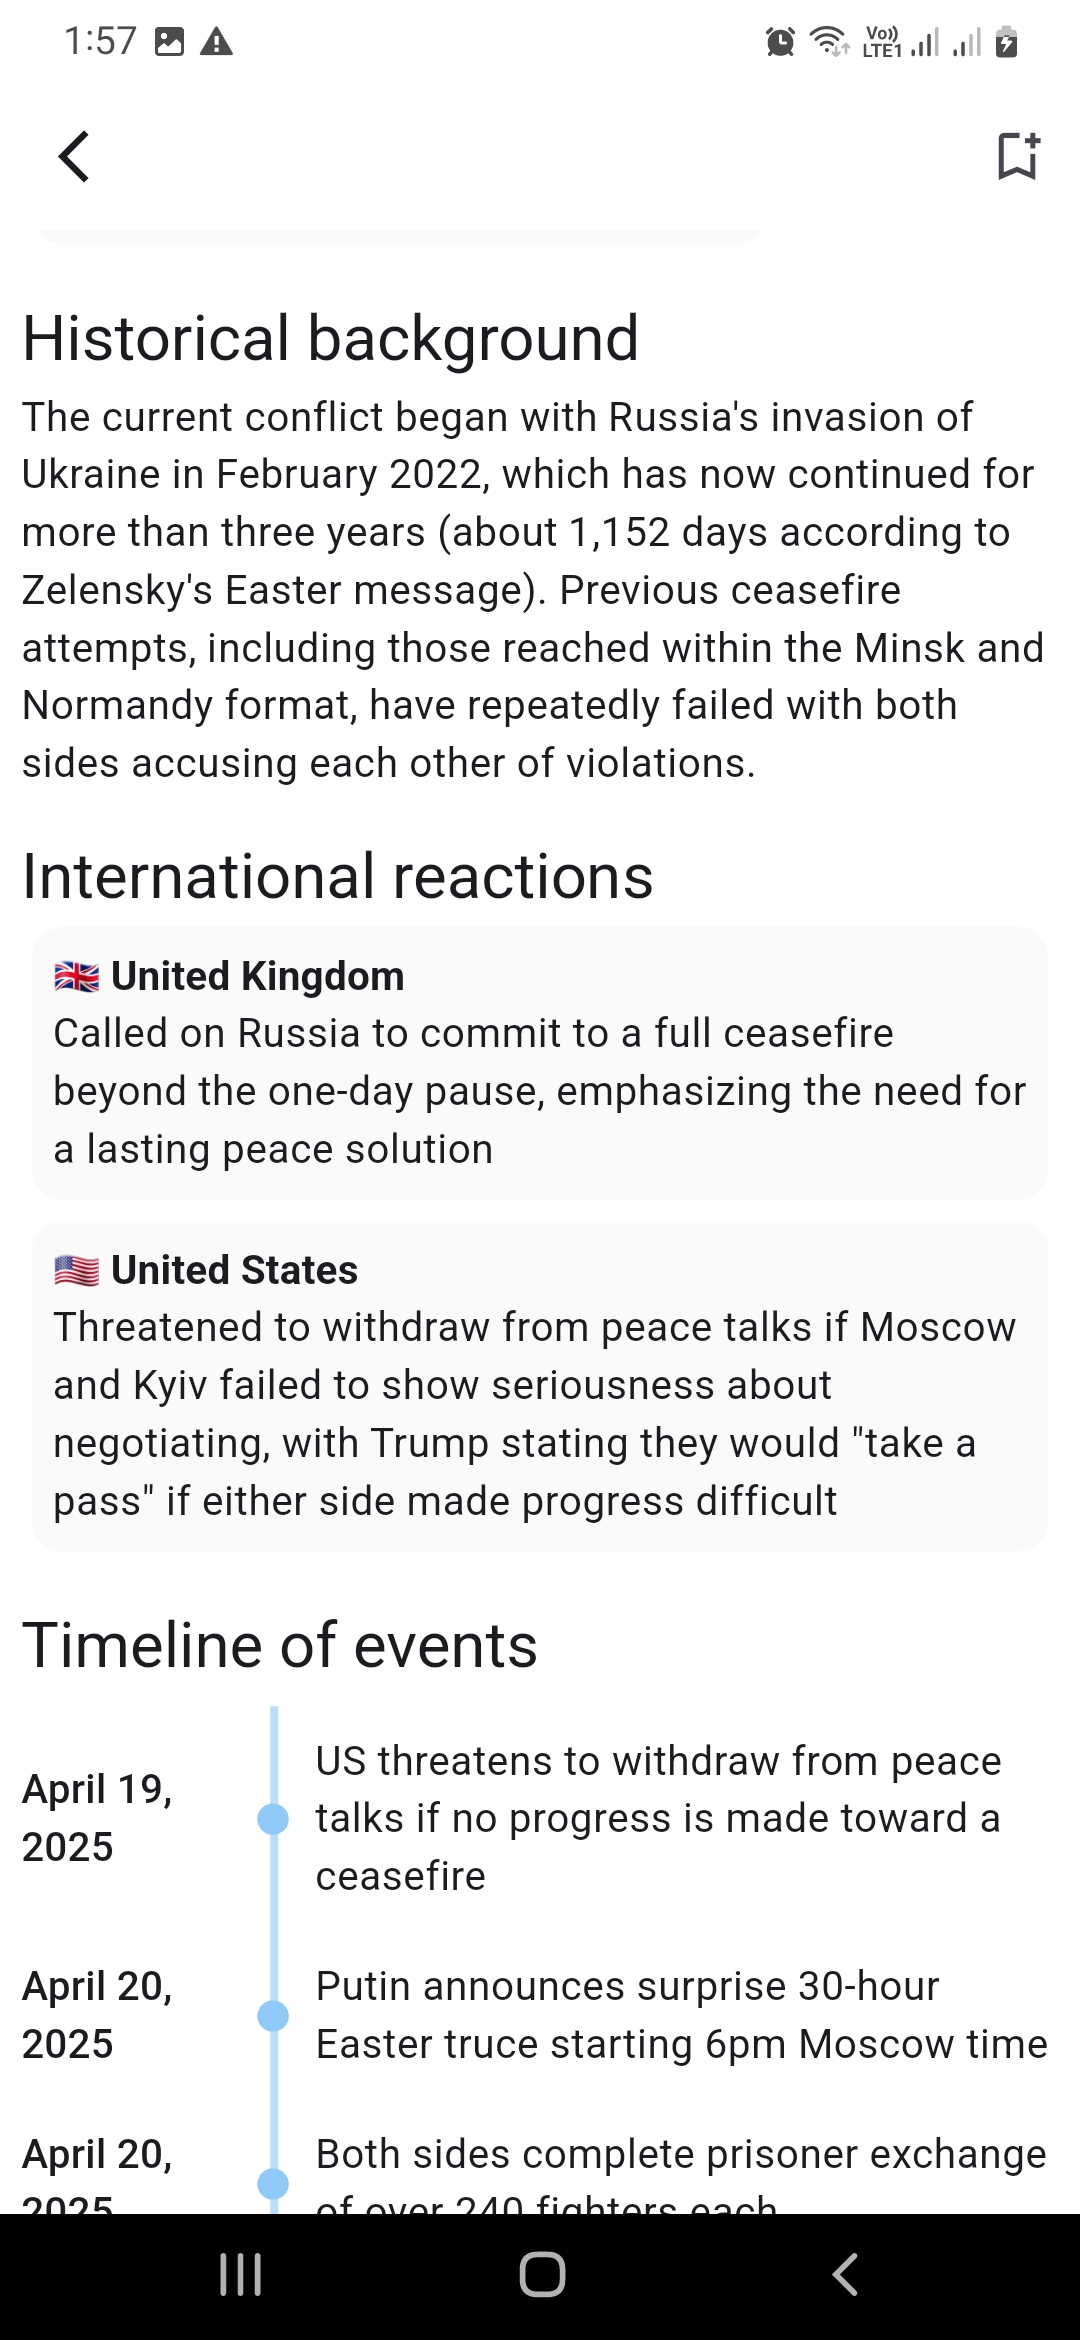 1:57
Vo))
LTE1
Historical background
The current conflict began with Russia's invasion of
Ukraine in February 2022, which has now continued for
more than three years (about 1,152 days according to
Zelensky's Easter message). Previous ceasefire
attempts, including those reached within the Minsk and
Normandy format, have repeatedly failed with both
sides accusing each other of violations.
International reactions
🇬🇧 United Kingdom
Called on Russia to commit to a full ceasefire
beyond the one-day pause, emphasizing the need for
a lasting peace solution
🇺🇸 United States
Threatened to withdraw from peace talks if Moscow
and Kyiv failed to show seriousness about
negotiating, with Trump stating they would "take a
pass" if either side made progress difficult
Timeline of events
April 19,
2025
US threatens to withdraw from peace
talks if no progress is made toward a
ceasefire
April 20,
2025
Putin announces surprise 30-hour
Easter truce starting 6pm Moscow time
April 20,
2025
Both sides complete prisoner exchange
of over 240 fighters each